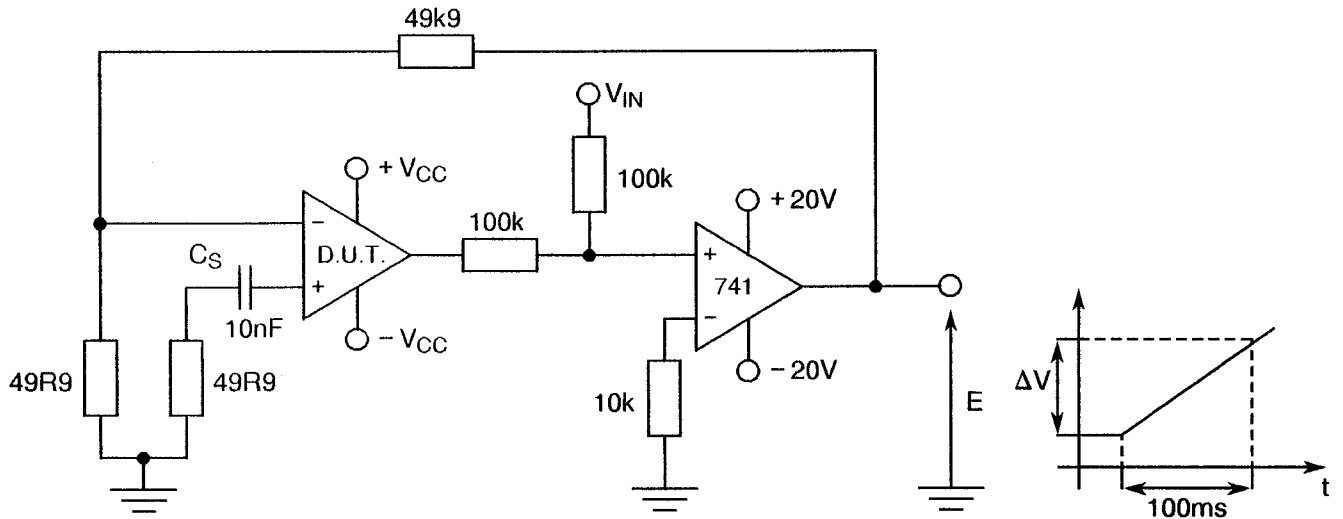 49k9
V_IN
100k
+ V_CC
+ 20V
100k
C_S
− D.U.T. +
10nF
− V_CC
+ 741 −
− 20V
49R9
49R9
10k
E
ΔV
t
100ms